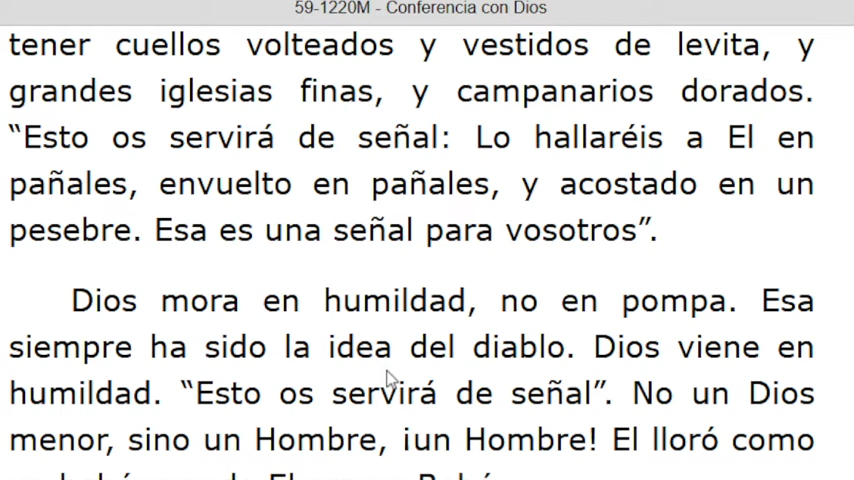 59-1220M - Conferencia con Dios
tener cuellos volteados y vestidos de levita, y
grandes iglesias finas, y campanarios dorados.
“Esto os servirá de señal: Lo hallaréis a El en
pañales, envuelto en pañales, y acostado en un
pesebre. Esa es una señal para vosotros”.
Dios mora en humildad, no en pompa. Esa
siempre ha sido la idea del diablo. Dios viene en
humildad. “Esto os servirá de señal”. No un Dios
menor, sino un Hombre, ¡un Hombre! El lloró como